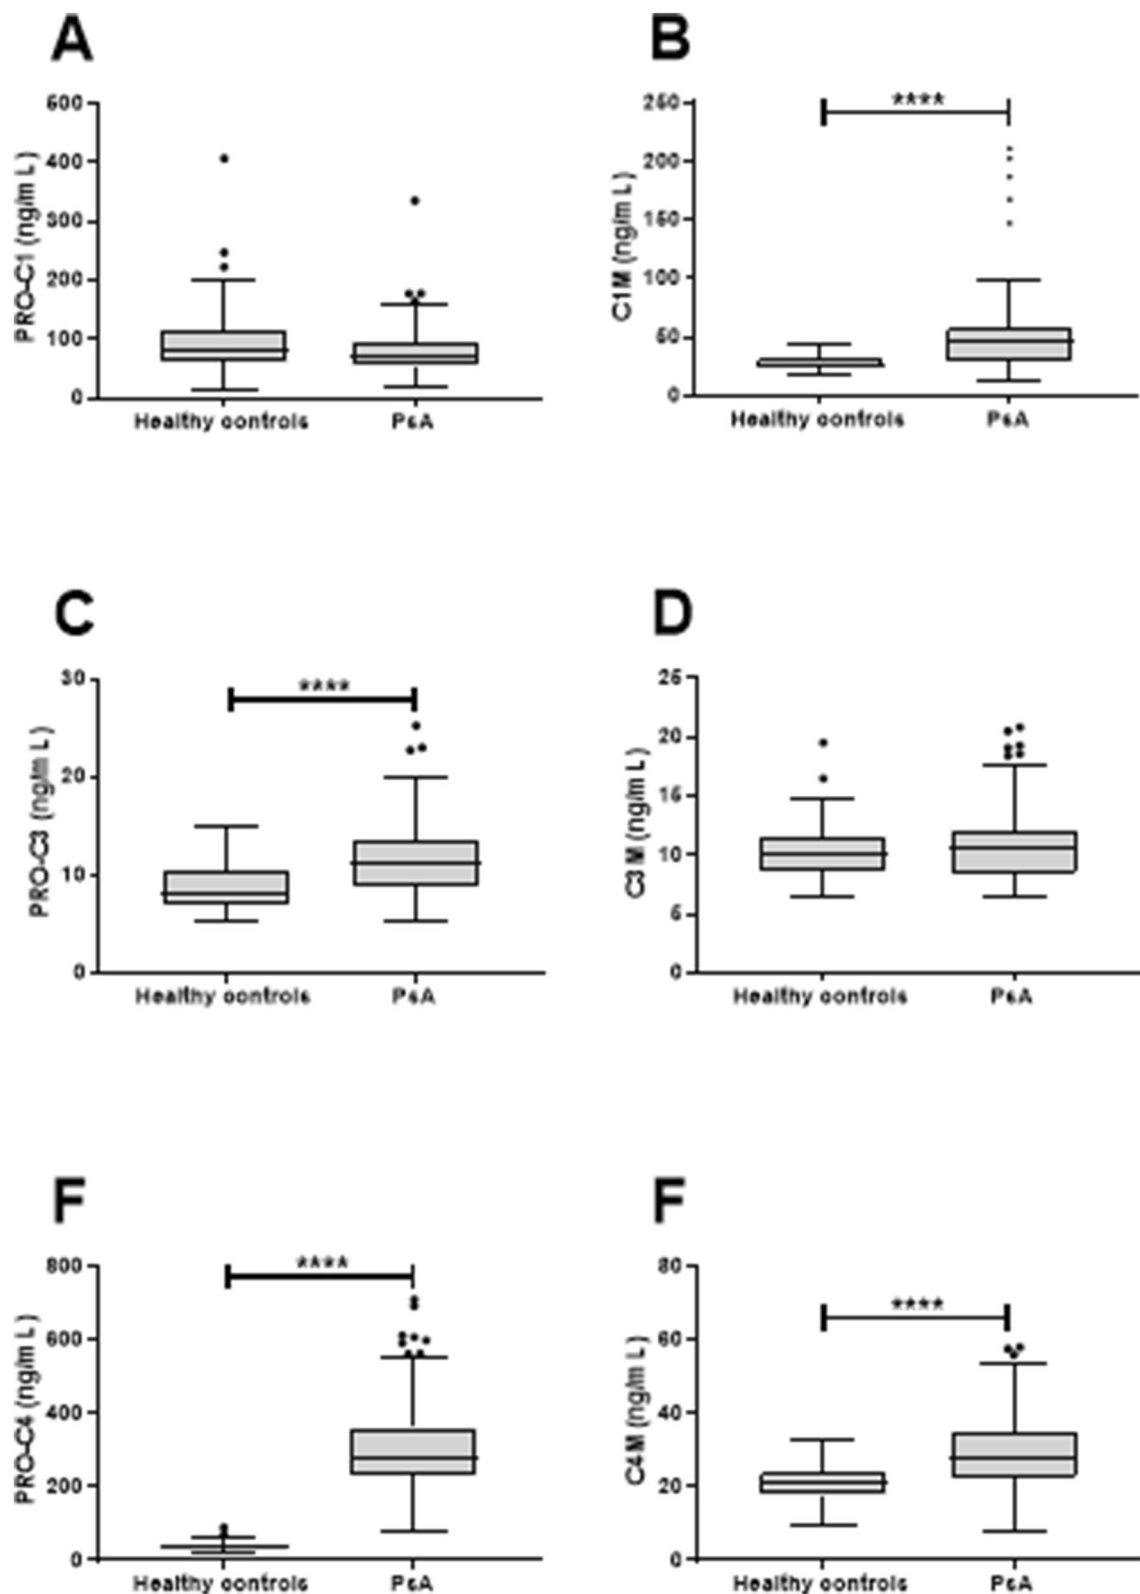 A
PRO-C1 (ng/mL)
500
400
300
200
100
0
Healthy controls
PsA
B
C1M (ng/mL)
250
200
150
100
50
0
****
Healthy controls
PsA
C
PRO-C3 (ng/mL)
30
20
10
0
****
Healthy controls
PsA
D
C3M (ng/mL)
25
20
15
10
5
0
Healthy controls
PsA
F
PRO-C4 (ng/mL)
800
600
400
200
0
****
Healthy controls
PsA
F
C4M (ng/mL)
80
60
40
20
0
****
Healthy controls
PsA